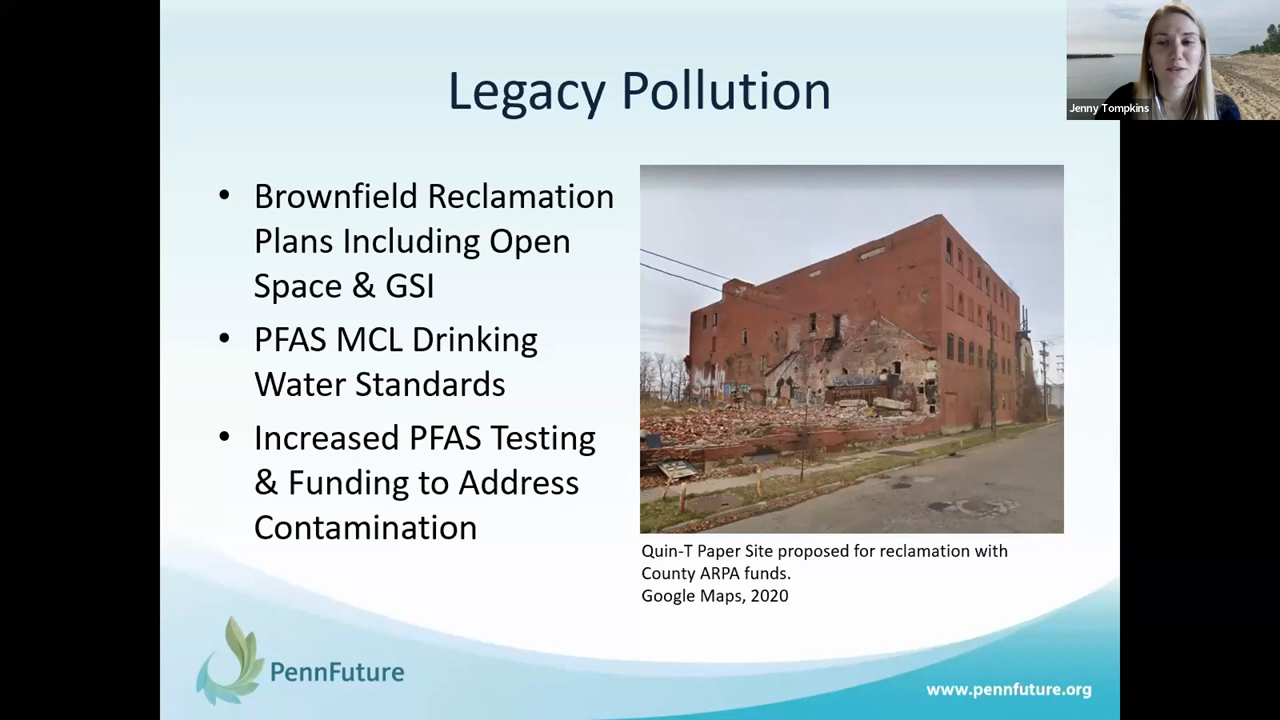 Legacy Pollution
Jenny Tompkins
• Brownfield Reclamation
Plans Including Open
Space & GSI
• PFAS MCL Drinking
Water Standards
• Increased PFAS Testing
& Funding to Address
Contamination
Quin-T Paper Site proposed for reclamation with
County ARPA funds.
Google Maps, 2020
PennFuture
www.pennfuture.org